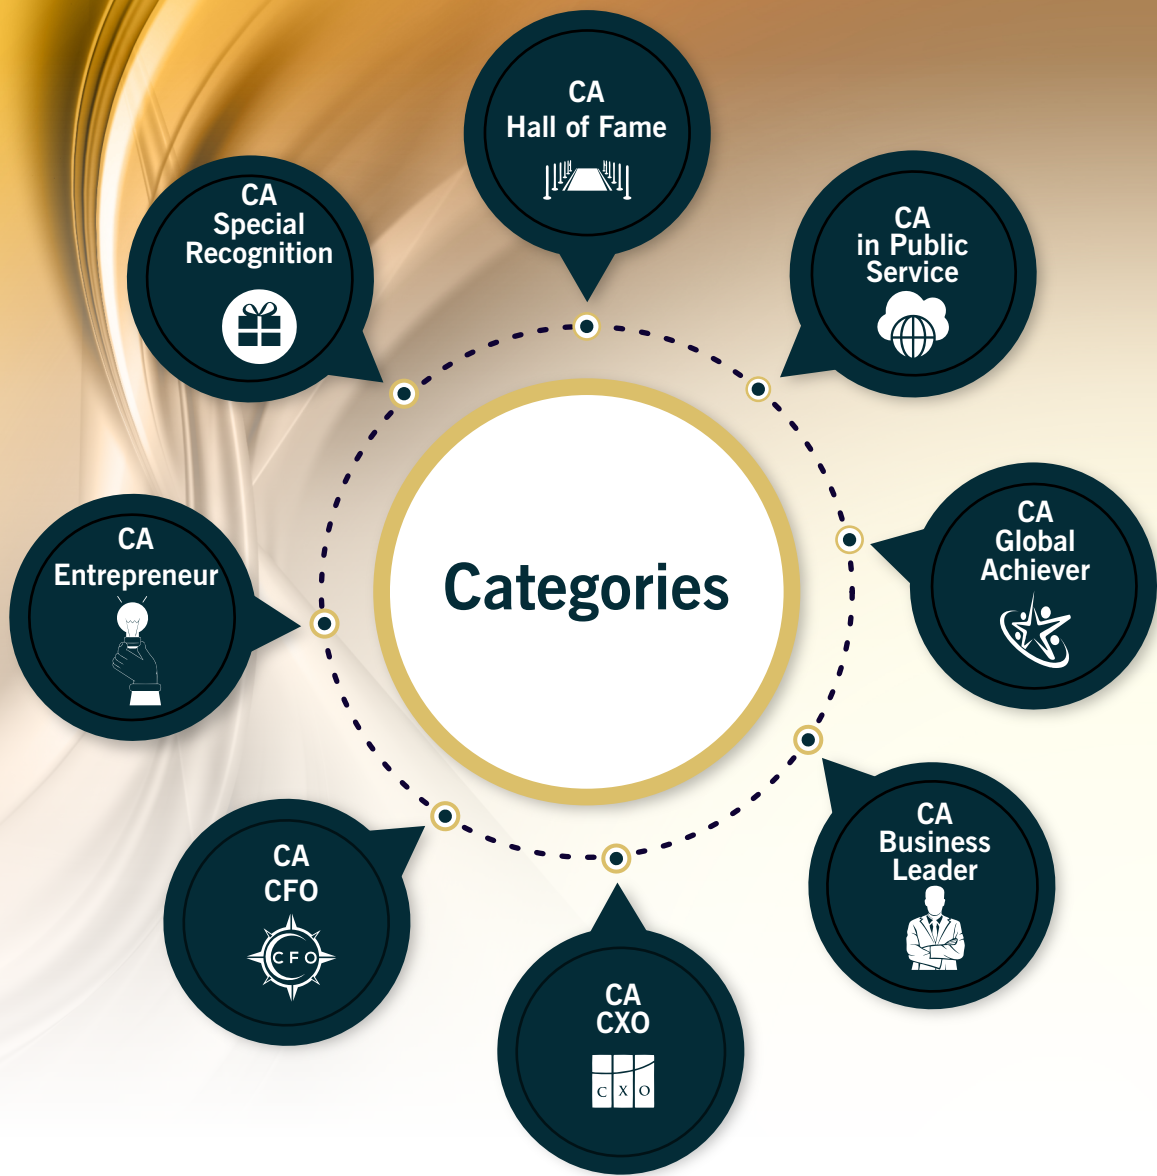 CA
Hall of Fame
CA
in Public
Service
CA
Global
Achiever
CA
Business
Leader
CA
CXO
C X O
CA
CFO
CFO
CA
Entrepreneur
CA
Special
Recognition
Categories